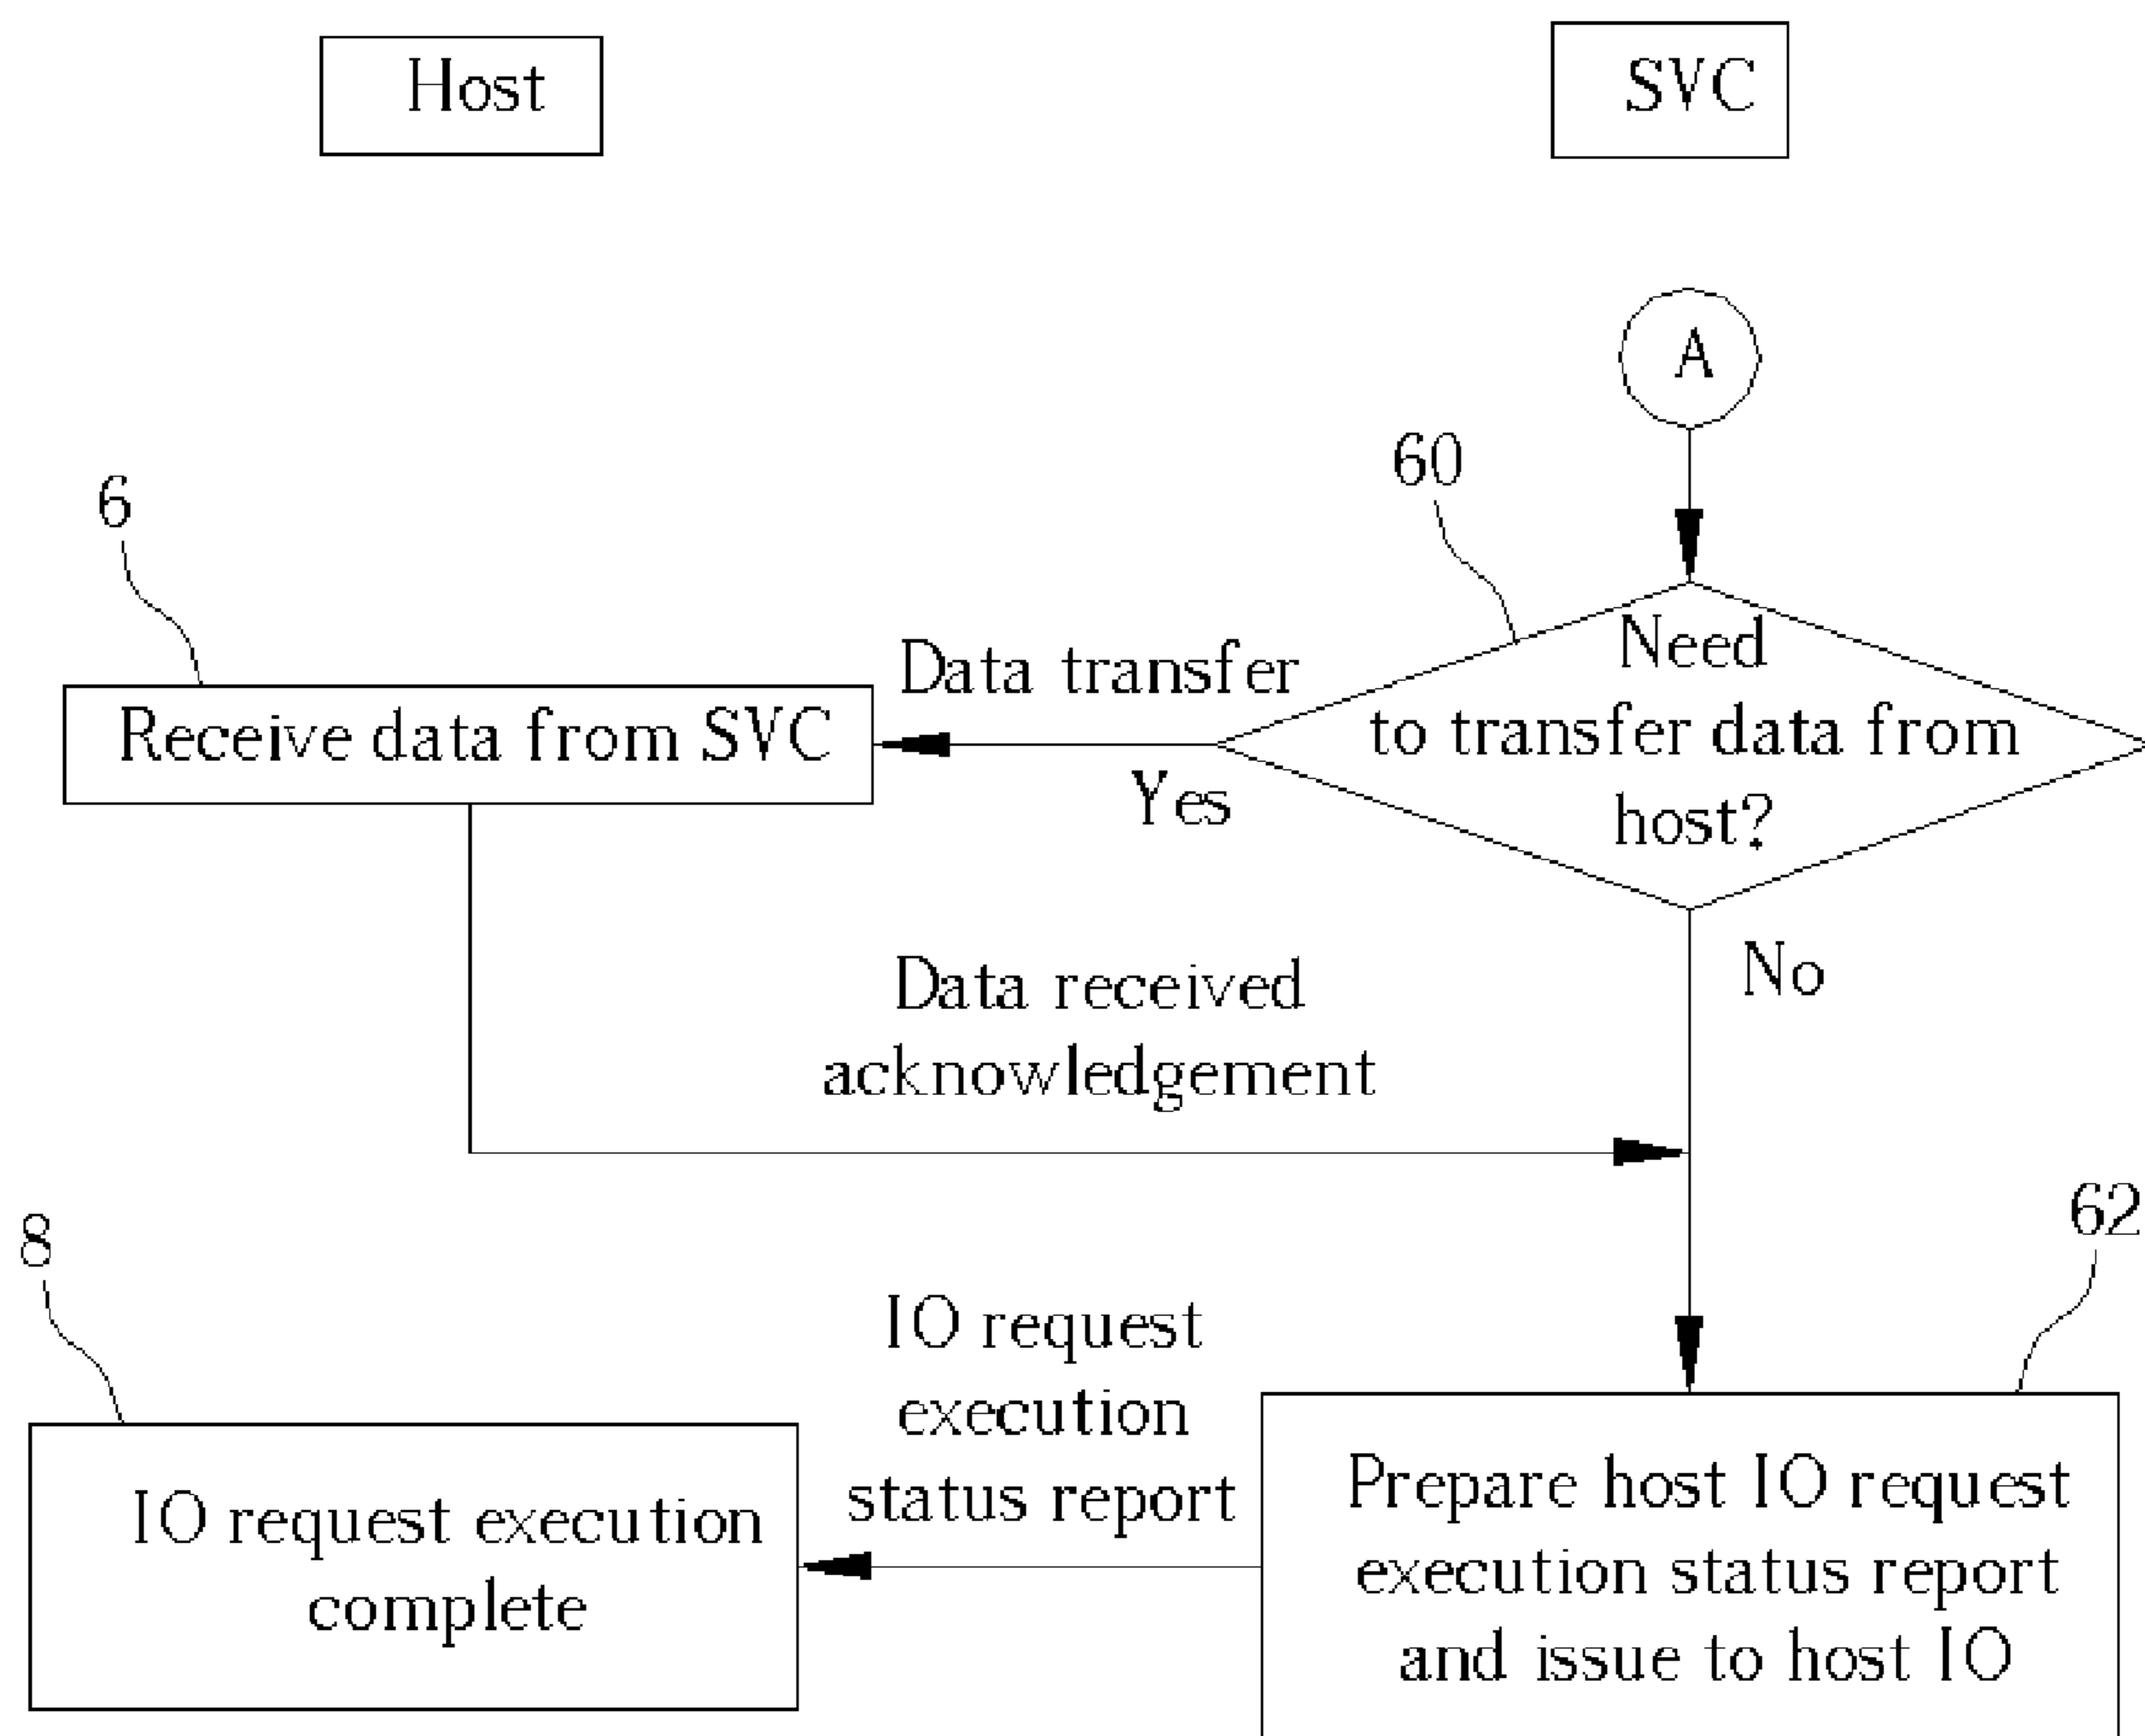 Host
SVC
A
60
6
Need
to transfer data from
host?
Data transfer
Yes
Receive data from SVC
No
Data received
acknowledgement
62
8
IO request
execution
status report
Prepare host IO request
execution status report
and issue to host IO
IO request execution
complete